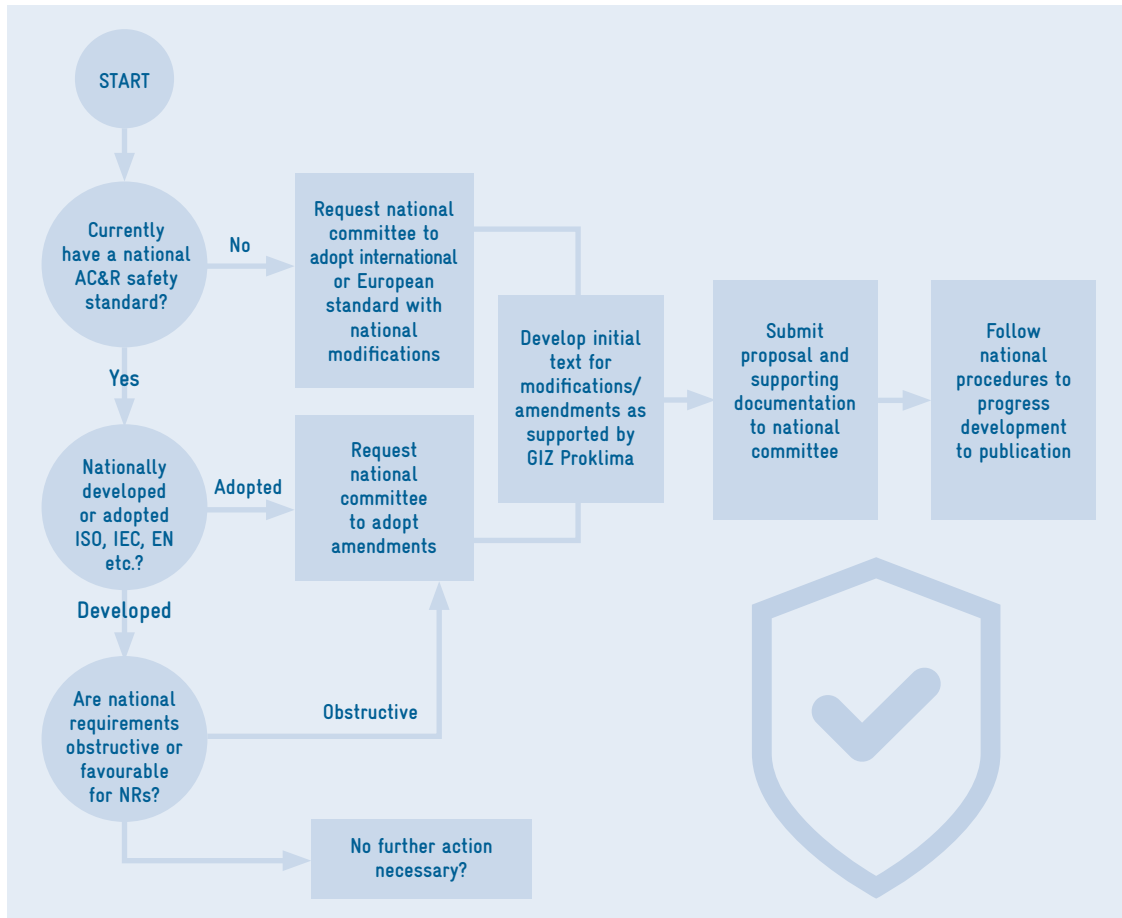 START
Currently
have a national
AC&R safety
standard?
No
Request national
committee to
adopt international
or European
standard with
national
modifications
Yes
Nationally
developed
or adopted
ISO, IEC, EN
etc.?
Adopted
Request
national
committee
to adopt
amendments
Develop initial
text for
modifications/
amendments as
supported by
GIZ Proklima
Submit
proposal and
supporting
documentation
to national
committee
Follow
national
procedures to
progress
development
to publication
Developed
Are national
requirements
obstructive or
favourable
for NRs?
Obstructive
No further action
necessary?